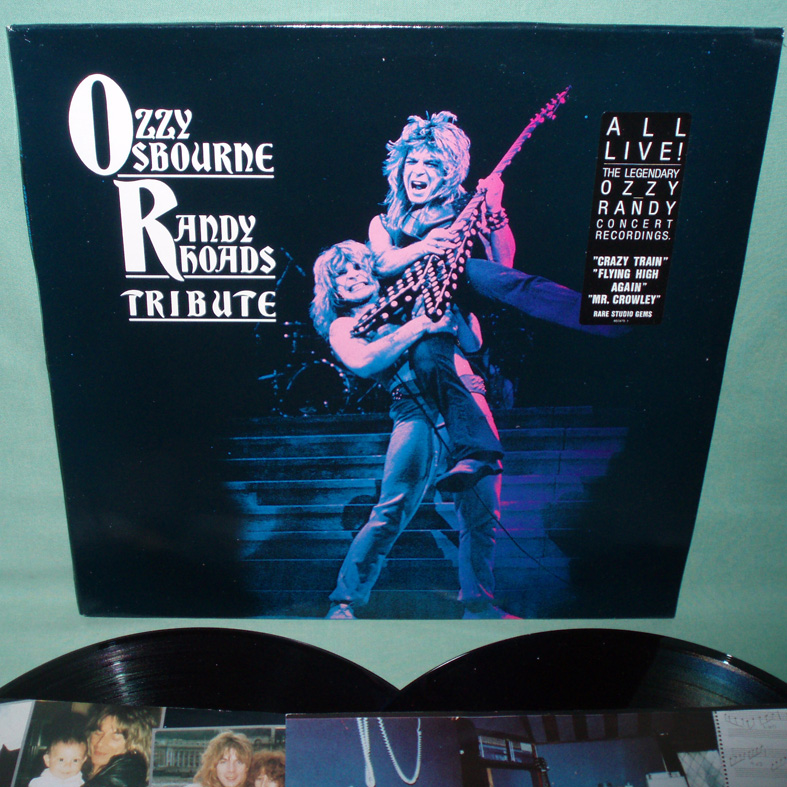 OZZY
OSBOURNE
RANDY
RHOADS
TRIBUTE
ALL
LIVE!
THE LEGENDARY
OZZY
RANDY
CONCERT
RECORDINGS.
"CRAZY TRAIN"
"FLYING HIGH
AGAIN"
"MR. CROWLEY"
RARE STUDIO GEMS